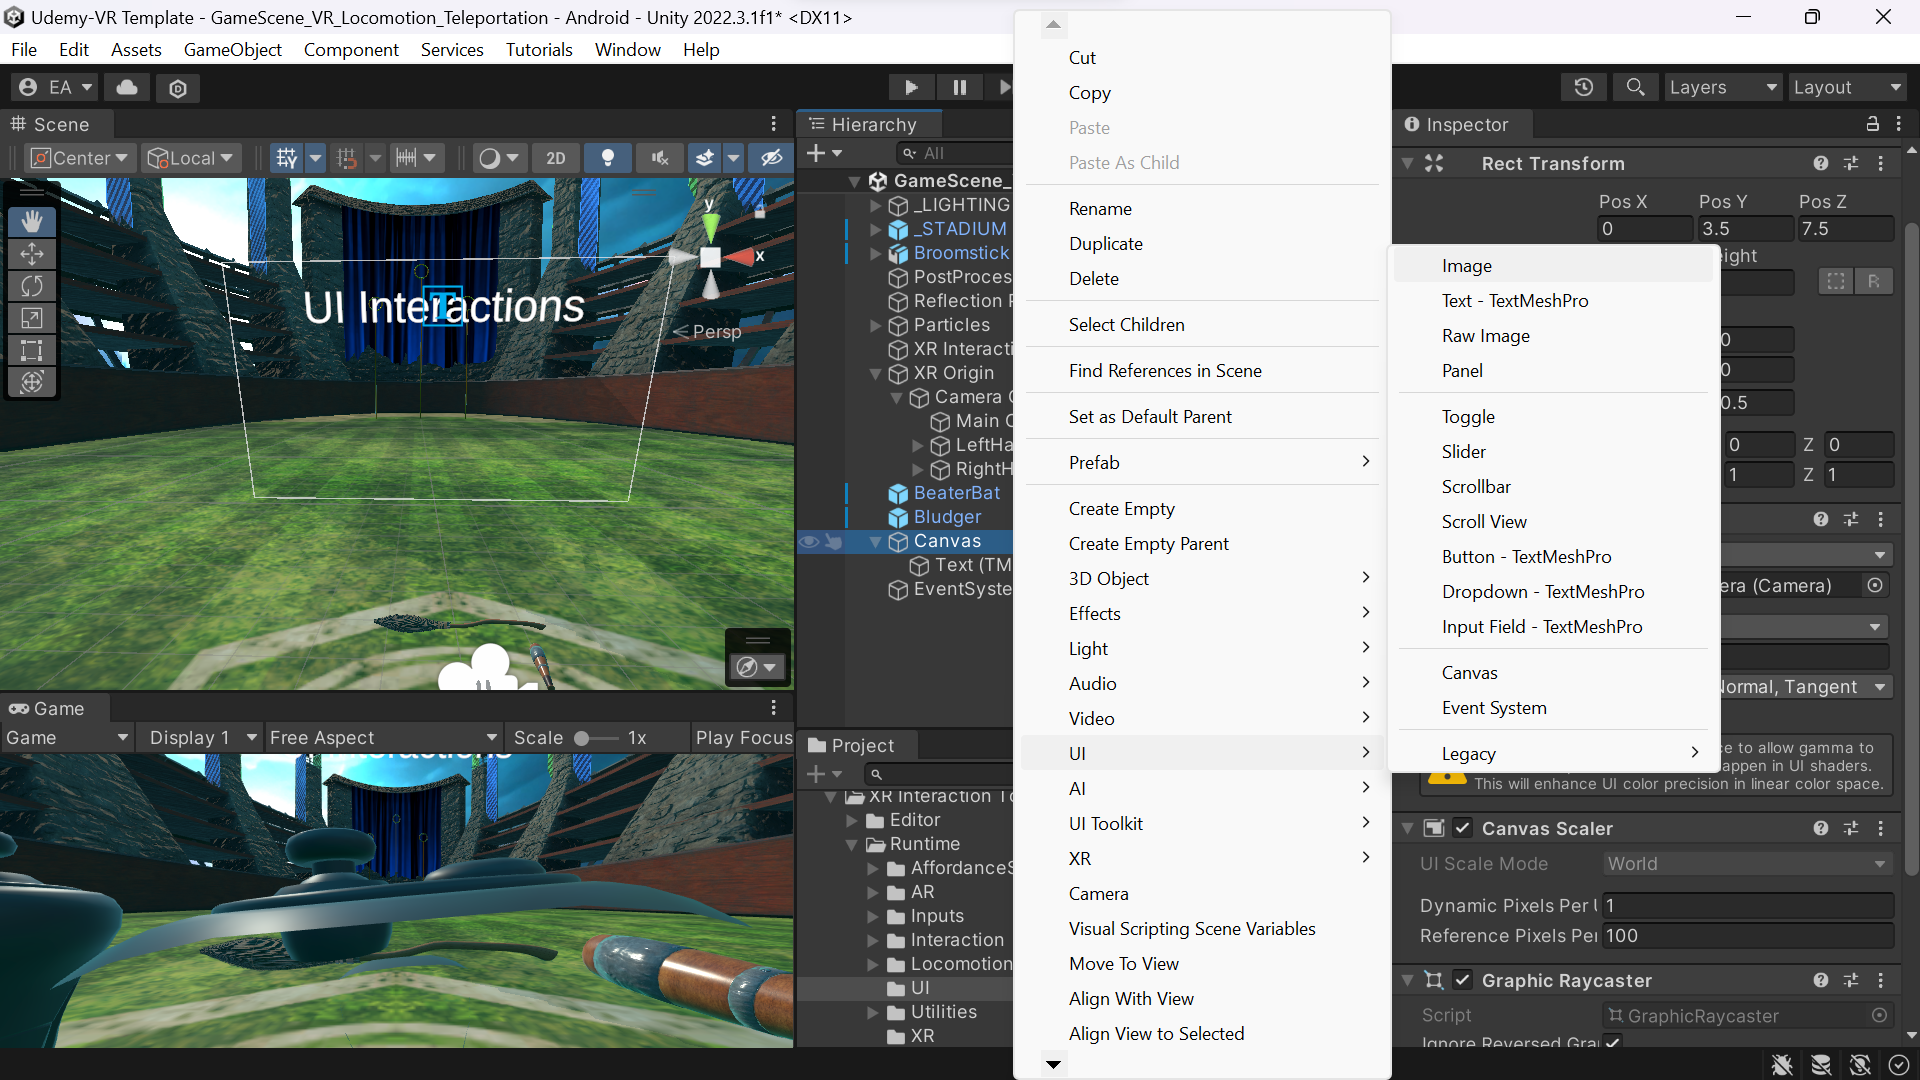 Udemy-VR Template - GameScene_VR_Locomotion_Teleportation - Android - Unity 2022.3.1f1* <DX11>
File Edit Assets GameObject Component Services Tutorials Window Help
EA
Layers
Layout
Scene
Center
Local
2D
UI Interactions
y
x
Persp
Game
Game
Display 1
Free Aspect
Scale
1x
Play Focus
Hierarchy
All
GameScene_
_LIGHTING
_STADIUM
Broomstick
PostProces
Reflection
Particles
XR Interacti
XR Origin
Camera
Main
LeftHa
RightH
BeaterBat
Bludger
Canvas
Text (TM
EventSyste
Project
XR Interaction
Editor
Runtime
AffordanceS
AR
Inputs
Interaction
Locomotion
UI
Utilities
XR
Cut
Copy
Paste
Paste As Child
Rename
Duplicate
Delete
Select Children
Find References in Scene
Set as Default Parent
Prefab
Create Empty
Create Empty Parent
3D Object
Effects
Light
Audio
Video
UI
AI
UI Toolkit
XR
Camera
Visual Scripting Scene Variables
Move To View
Align With View
Align View to Selected
Image
Text - TextMeshPro
Raw Image
Panel
Toggle
Slider
Scrollbar
Scroll View
Button - TextMeshPro
Dropdown - TextMeshPro
Input Field - TextMeshPro
Canvas
Event System
Legacy
Inspector
Rect Transform
Pos X Pos Y Pos Z
0 3.5 7.5
eight
R
0
0
0.5
0 Z 0
1 Z 1
era (Camera)
ormal, Tangent
ce to allow gamma to
appen in UI shaders.
This will enhance UI color precision in linear color space.
Canvas Scaler
UI Scale Mode World
Dynamic Pixels Per 1
Reference Pixels Per 100
Graphic Raycaster
Script GraphicRaycaster
Ignore Reversed Gra